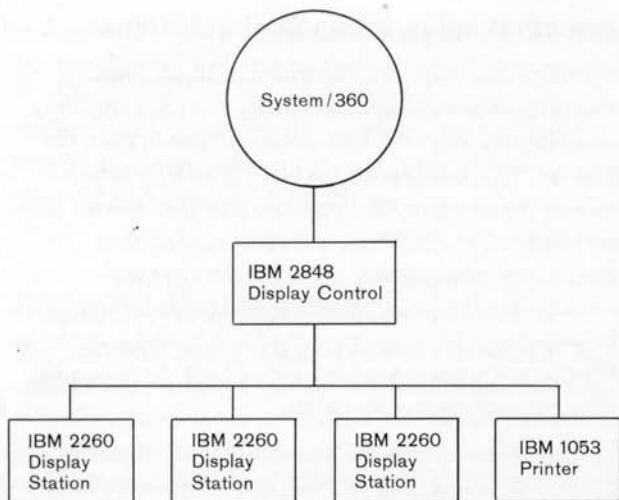 System/360
IBM 2848
Display Control
IBM 2260
Display
Station
IBM 2260
Display
Station
IBM 2260
Display
Station
IBM 1053
Printer